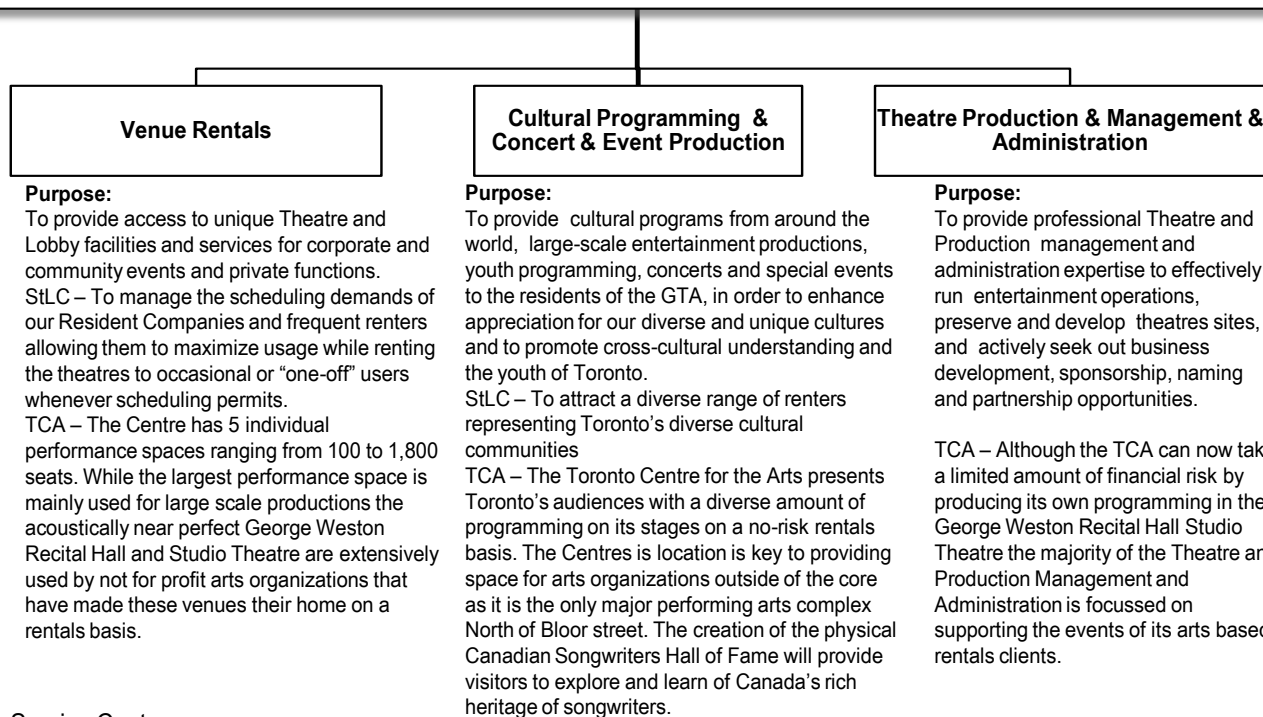 Venue Rentals
Purpose:
To provide access to unique Theatre and
Lobby facilities and services for corporate and
community events and private functions.
StLC – To manage the scheduling demands of
our Resident Companies and frequent renters
allowing them to maximize usage while renting
the theatres to occasional or “one-off” users
whenever scheduling permits.
TCA – The Centre has 5 individual
performance spaces ranging from 100 to 1,800
seats. While the largest performance space is
mainly used for large scale productions the
acoustically near perfect George Weston
Recital Hall and Studio Theatre are extensively
used by not for profit arts organizations that
have made these venues their home on a
rentals basis.
Cultural Programming &
Concert & Event Production
Purpose:
To provide cultural programs from around the
world, large-scale entertainment productions,
youth programming, concerts and special events
to the residents of the GTA, in order to enhance
appreciation for our diverse and unique cultures
and to promote cross-cultural understanding and
the youth of Toronto.
StLC – To attract a diverse range of renters
representing Toronto’s diverse cultural
communities
TCA – The Toronto Centre for the Arts presents
Toronto’s audiences with a diverse amount of
programming on its stages on a no-risk rentals
basis. The Centres is location is key to providing
space for arts organizations outside of the core
as it is the only major performing arts complex
North of Bloor street. The creation of the physical
Canadian Songwriters Hall of Fame will provide
visitors to explore and learn of Canada’s rich
heritage of songwriters.
Theatre Production & Management &
Administration
Purpose:
To provide professional Theatre and
Production management and
administration expertise to effectively
run entertainment operations,
preserve and develop theatres sites,
and actively seek out business
development, sponsorship, naming
and partnership opportunities.
TCA – Although the TCA can now
a limited amount of financial risk by
producing its own programming in the
George Weston Recital Hall Studio
Theatre the majority of the Theatre
Production Management and
Administration is focussed on
supporting the events of its arts
rentals clients.